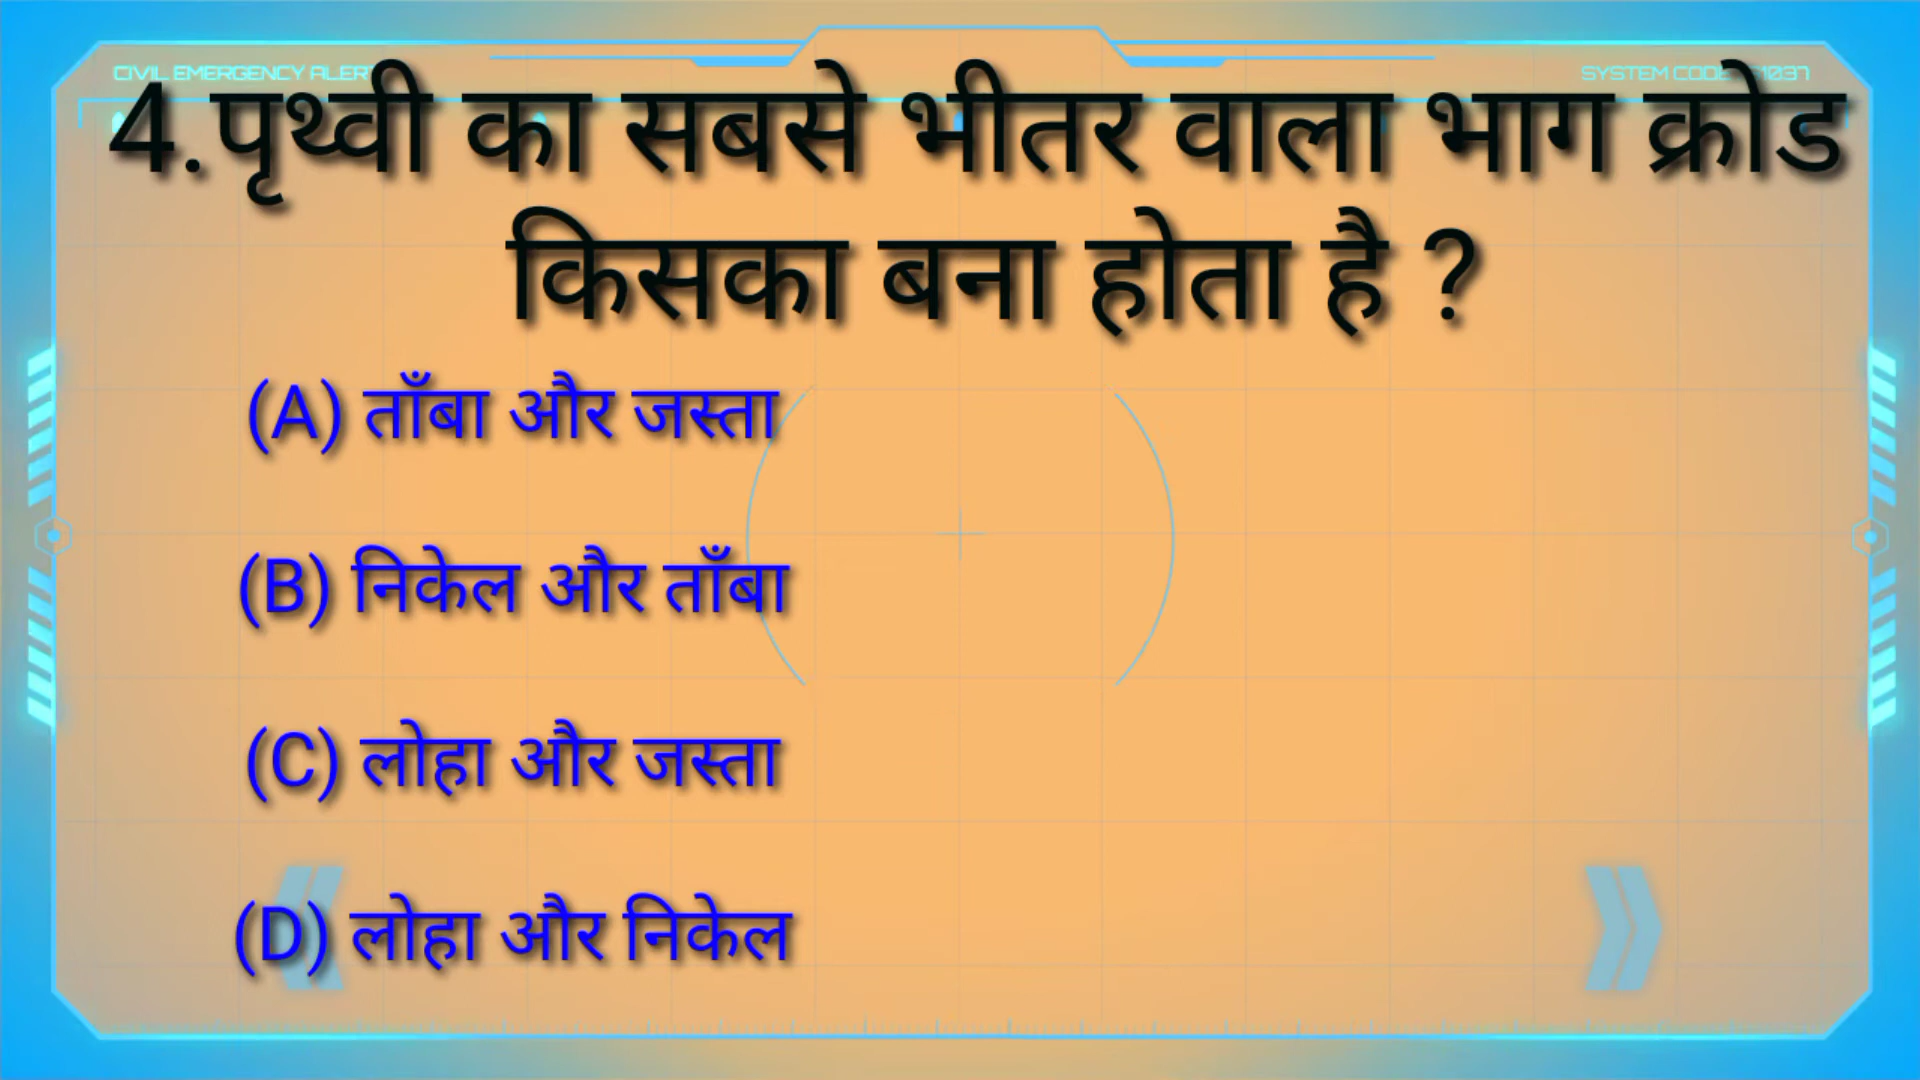 CIVIL EMERGENCY ALERT
SYSTEM CODE
4.पृथ्वी का सबसे भीतर वाला भाग क्रोड
किसका बना होता है ?
(A) ताँबा और जस्ता
(B) निकेल और ताँबा
(C) लोहा और जस्ता
(D) लोहा और निकेल